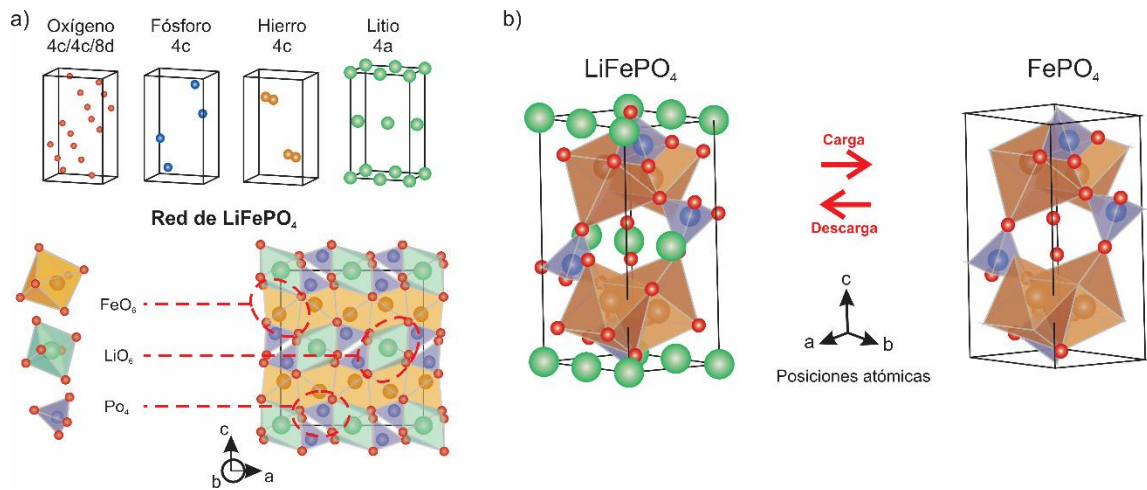 a)
Oxígeno
4c/4c/8d
Fósforo
4c
Hierro
4c
Litio
4a
Red de LiFePO₄
FeO₆
LiO₆
Po₄
c
b
a
b)
LiFePO₄
FePO₄
Carga
Descarga
c
a
b
Posiciones atómicas